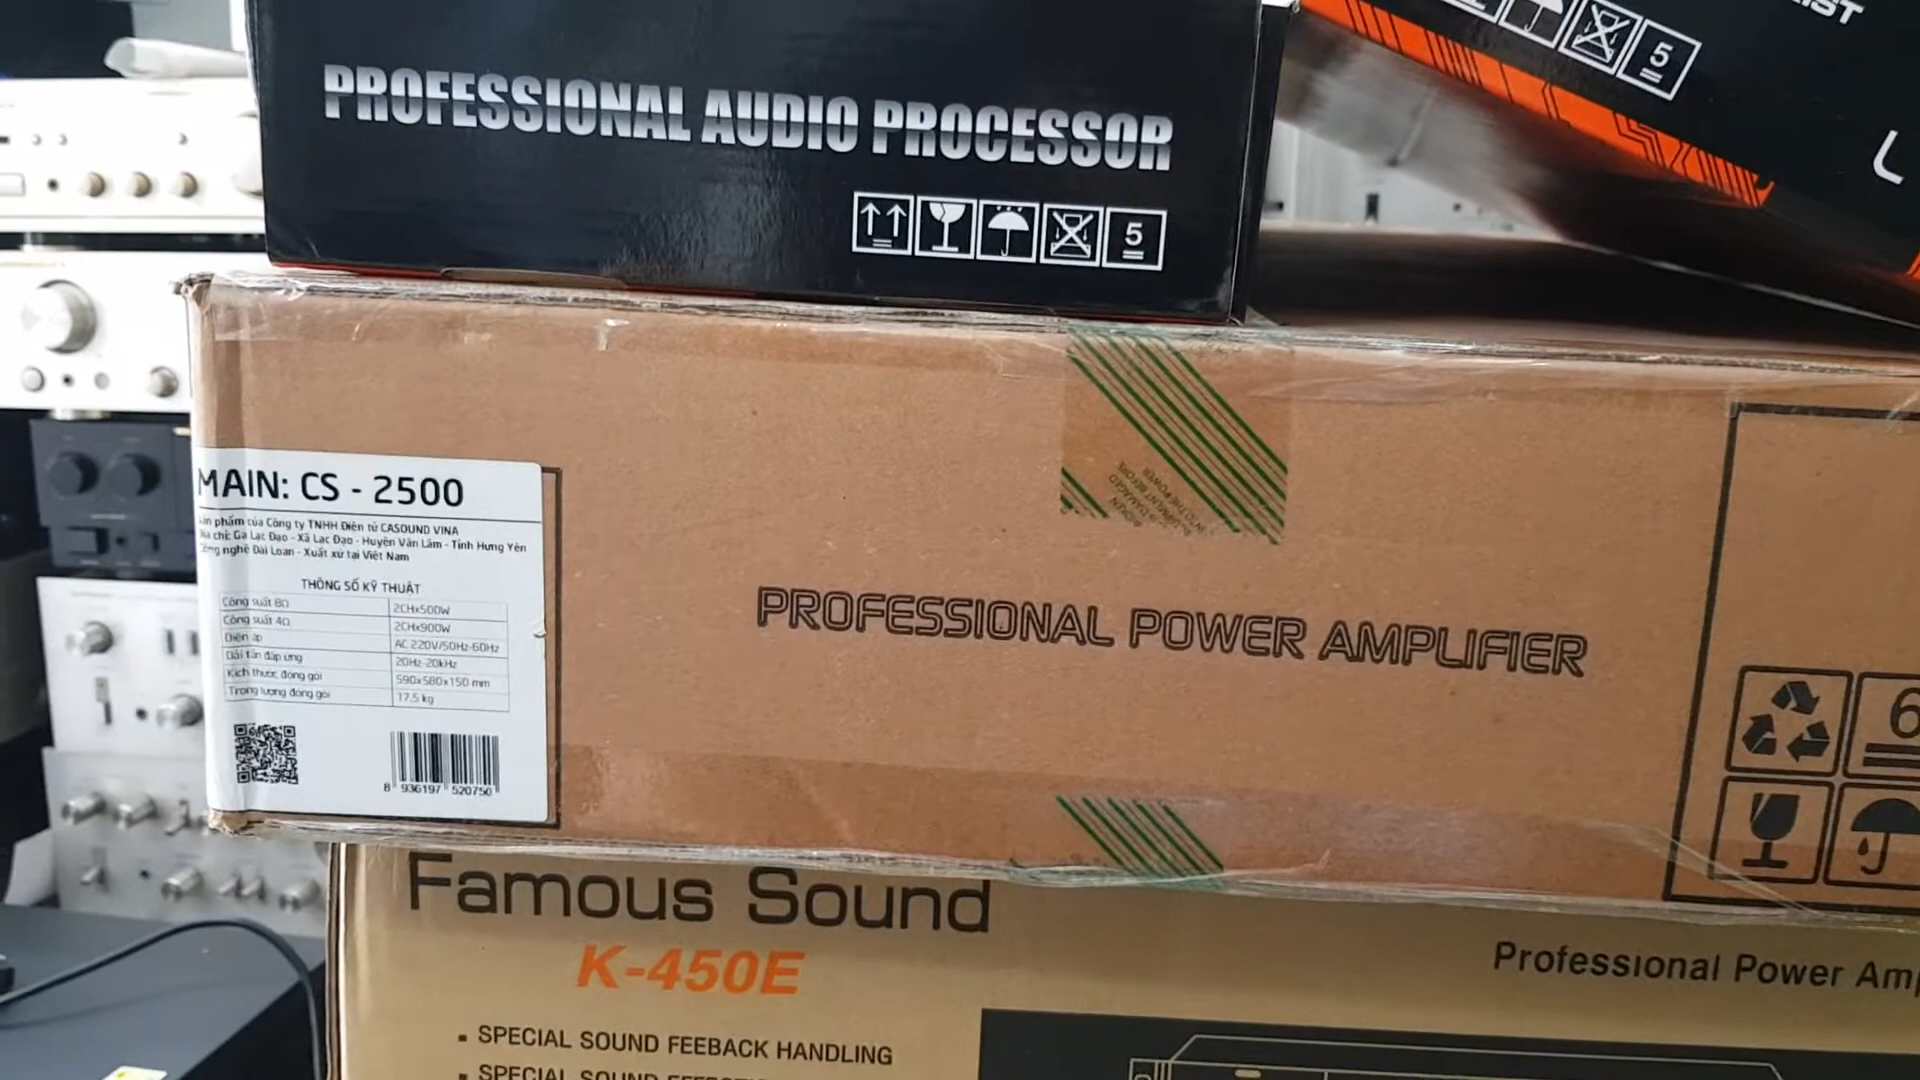 PROFESSIONAL AUDIO PROCESSOR
5
5
MAIN: CS - 2500
phẩm của Công ty TNHH Điện tử CASOUND VINA
chỉ: Ga Lạc Đạo - Xã Lạc Đạo - Huyện Văn Lâm - Tỉnh Hưng Yên
nghệ Đài Loan - Xuất xứ tại Việt Nam
THÔNG SỐ KỸ THUẬT
Công suất 8Ω 2CHx500W
Công suất 4Ω 2CHx900W
Điện áp AC 220V/50Hz-60Hz
Dải tần đáp ứng 20Hz-20kHz
Kích thước đóng gói 590x580x150 mm
Trọng lượng đóng gói 17.5 kg
8 936197 520750
PROFESSIONAL POWER AMPLIFIER
6
Famous Sound
K-450E
Professional Power
▪ SPECIAL SOUND FEEBACK HANDLING
▪ SPECIAL SOUND